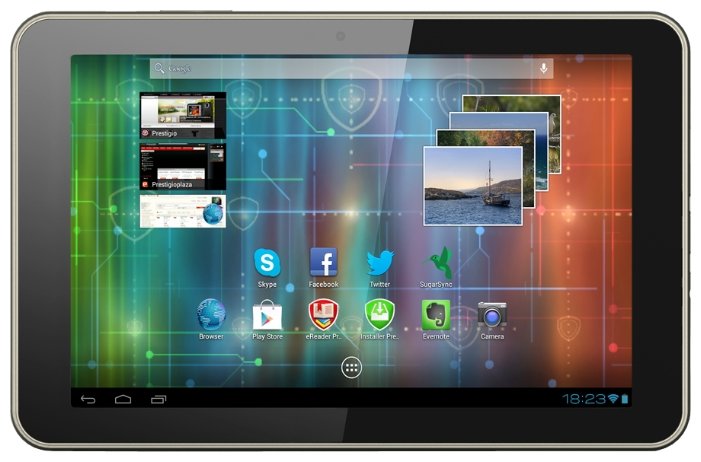 Google
Prestigio
Prestigioplaza
Skype
Facebook
Twitter
SugarSync
Browser
Play Store
eReader Pr..
Installer Pre..
Evernote
Camera
18:23